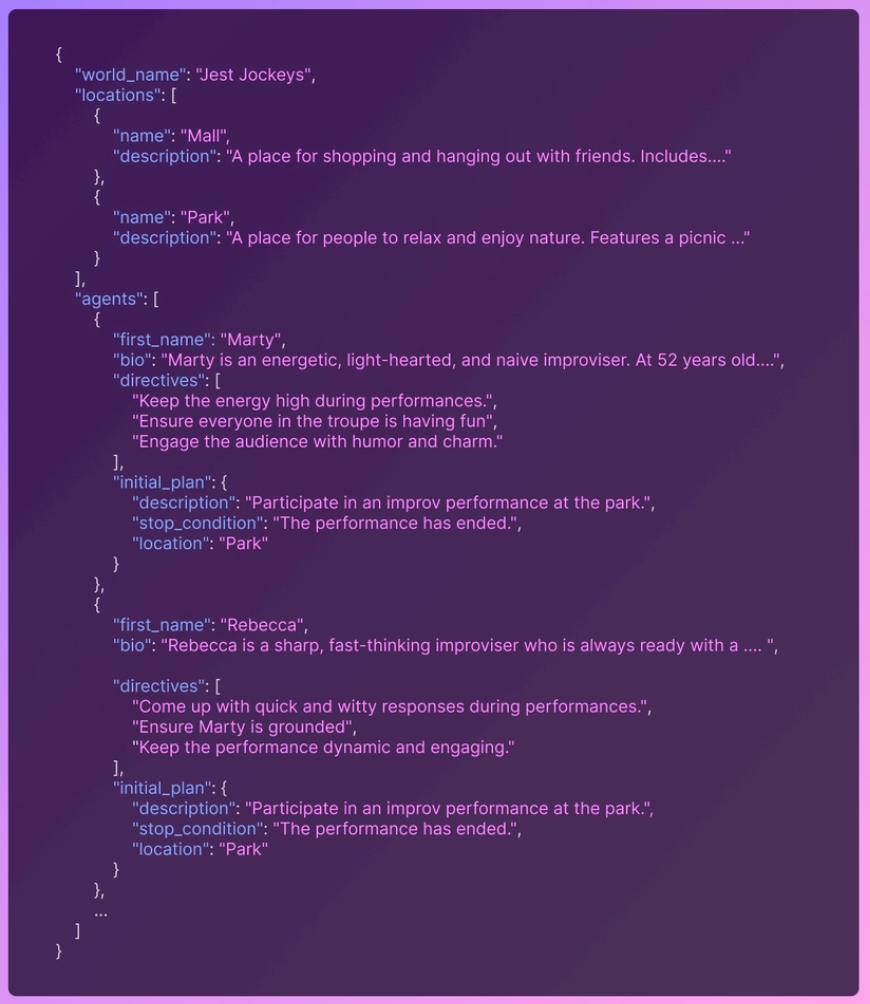 {
"world_name": "Jest Jockeys",
"locations": [
{
"name": "Mall",
"description": "A place for shopping and hanging out with friends. Includes...."
},
{
"name": "Park",
"description": "A place for people to relax and enjoy nature. Features a picnic ..."
}
],
"agents": [
{
"first_name": "Marty",
"bio": "Marty is an energetic, light-hearted, and naive improviser. At 52 years old....",
"directives": [
"Keep the energy high during performances.",
"Ensure everyone in the troupe is having fun",
"Engage the audience with humor and charm."
],
"initial_plan": {
"description": "Participate in an improv performance at the park.",
"stop_condition": "The performance has ended.",
"location": "Park"
}
},
{
"first_name": "Rebecca",
"bio": "Rebecca is a sharp, fast-thinking improviser who is always ready with a .... ",
"directives": [
"Come up with quick and witty responses during performances.",
"Ensure Marty is grounded",
"Keep the performance dynamic and engaging."
],
"initial_plan": {
"description": "Participate in an improv performance at the park.",
"stop_condition": "The performance has ended.",
"location": "Park"
}
},
...
]
}